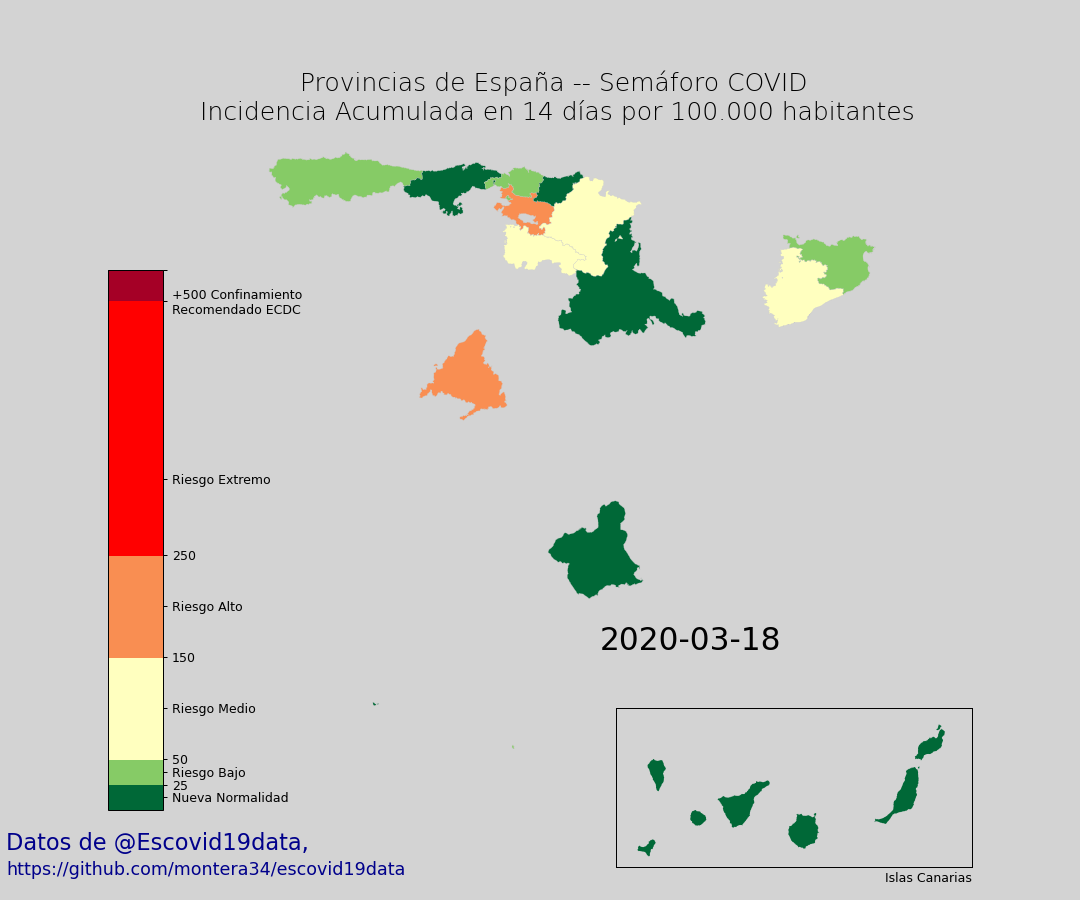 Provincias de España -- Semáforo COVID
Incidencia Acumulada en 14 días por 100.000 habitantes
+500 Confinamiento
Recomendado ECDC
Riesgo Extremo
250
Riesgo Alto
150
Riesgo Medio
50
Riesgo Bajo
25
Nueva Normalidad
2020-03-18
Islas Canarias
Datos de @Escovid19data,
https://github.com/montera34/escovid19data